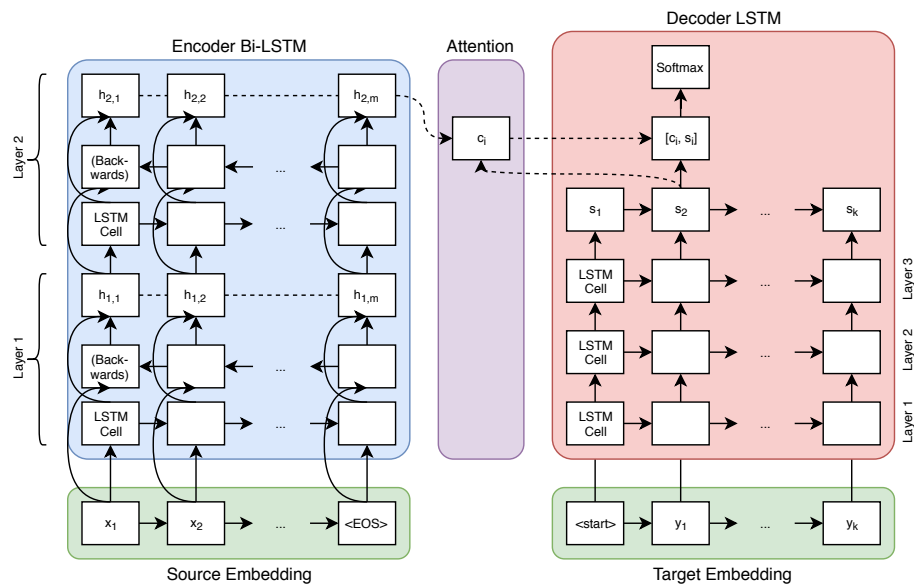 Decoder LSTM
Encoder Bi-LSTM
Attention
Softmax
h2,1
h2,2
h2,m
ci
[ci, si]
Layer 2
(Back-
wards)
...
s1
s2
...
sk
LSTM
Cell
...
h1,1
h1,2
h1,m
LSTM
Cell
...
Layer 3
Layer 1
(Back-
wards)
...
LSTM
Cell
...
Layer 2
LSTM
Cell
...
LSTM
Cell
...
Layer 1
x1
x2
...
<EOS>
<start>
y1
...
yk
Source Embedding
Target Embedding